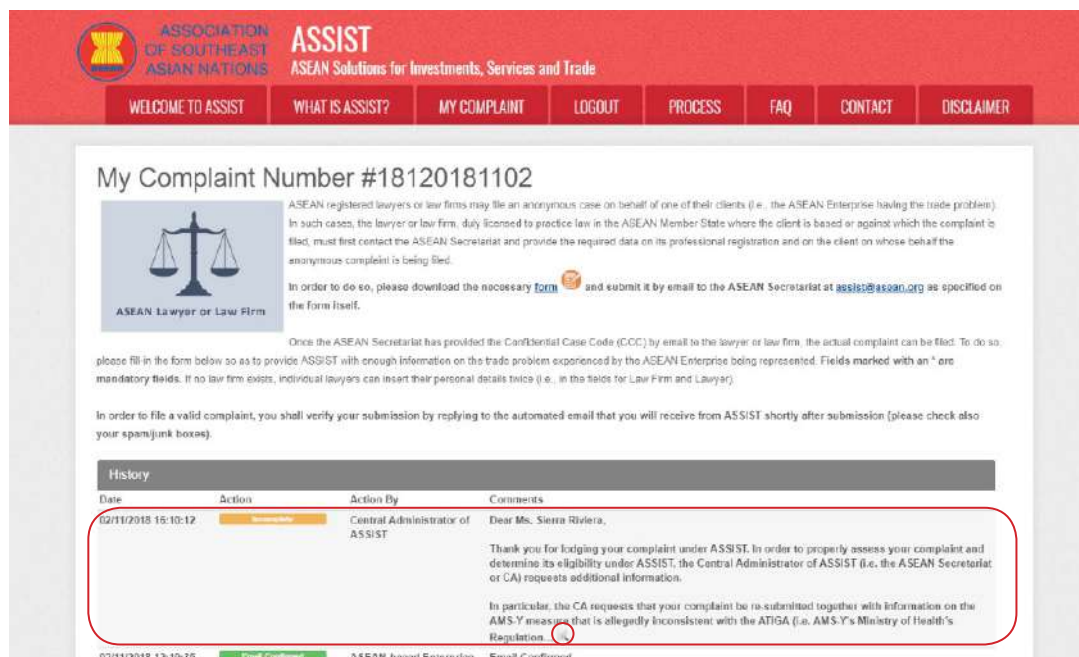 ASSOCIATION
OF SOUTHEAST
ASIAN NATIONS
ASSIST
ASEAN Solutions for Investments, Services and Trade
WELCOME TO ASSIST WHAT IS ASSIST? MY COMPLAINT LOGOUT PROCESS FAQ CONTACT DISCLAIMER
My Complaint Number #18120181102
ASEAN registered lawyers or law firms may file an anonymous case on behalf of one of their clients (i.e., the ASEAN Enterprise having the trade problem).
In such cases, the lawyer or law firm, duly licensed to practice law in the ASEAN Member State where the client is based or against which the complaint is
filed, must first contact the ASEAN Secretariat and provide the required data on its professional registration and on the client on whose behalf the
anonymous complaint is being filed.
In order to do so, please download the necessary form and submit it by email to the ASEAN Secretariat at assist@asean.org as specified on
the form itself.
ASEAN Lawyer or Law Firm
Once the ASEAN Secretariat has provided the Confidential Case Code (CCC) by email to the lawyer or law firm, the actual complaint can be filed. To do so,
please fill-in the form below so as to provide ASSIST with enough information on the trade problem experienced by the ASEAN Enterprise being represented. Fields marked with an * are
mandatory fields. If no law firm exists, individual lawyers can insert their personal details twice (i.e., in the fields for Law Firm and Lawyer).
In order to file a valid complaint, you shall verify your submission by replying to the automated email that you will receive from ASSIST shortly after submission (please check also
your spam/junk boxes).
History
Date Action Action By Comments
02/11/2018 16:10:12 Incomplete Central Administrator of Dear Ms. Sierra Riviera,
ASSIST
Thank you for lodging your complaint under ASSIST. In order to properly assess your complaint and
determine its eligibility under ASSIST, the Central Administrator of ASSIST (i.e. the ASEAN Secretariat
or CA) requests additional information.
In particular, the CA requests that your complaint be re-submitted together with information on the
AMS-Y measure that is allegedly inconsistent with the ATIGA (i.e. AMS-Y's Ministry of Health's
Regulation...
Email Confirmed ASEAN-based Enterprise Email Confirmed